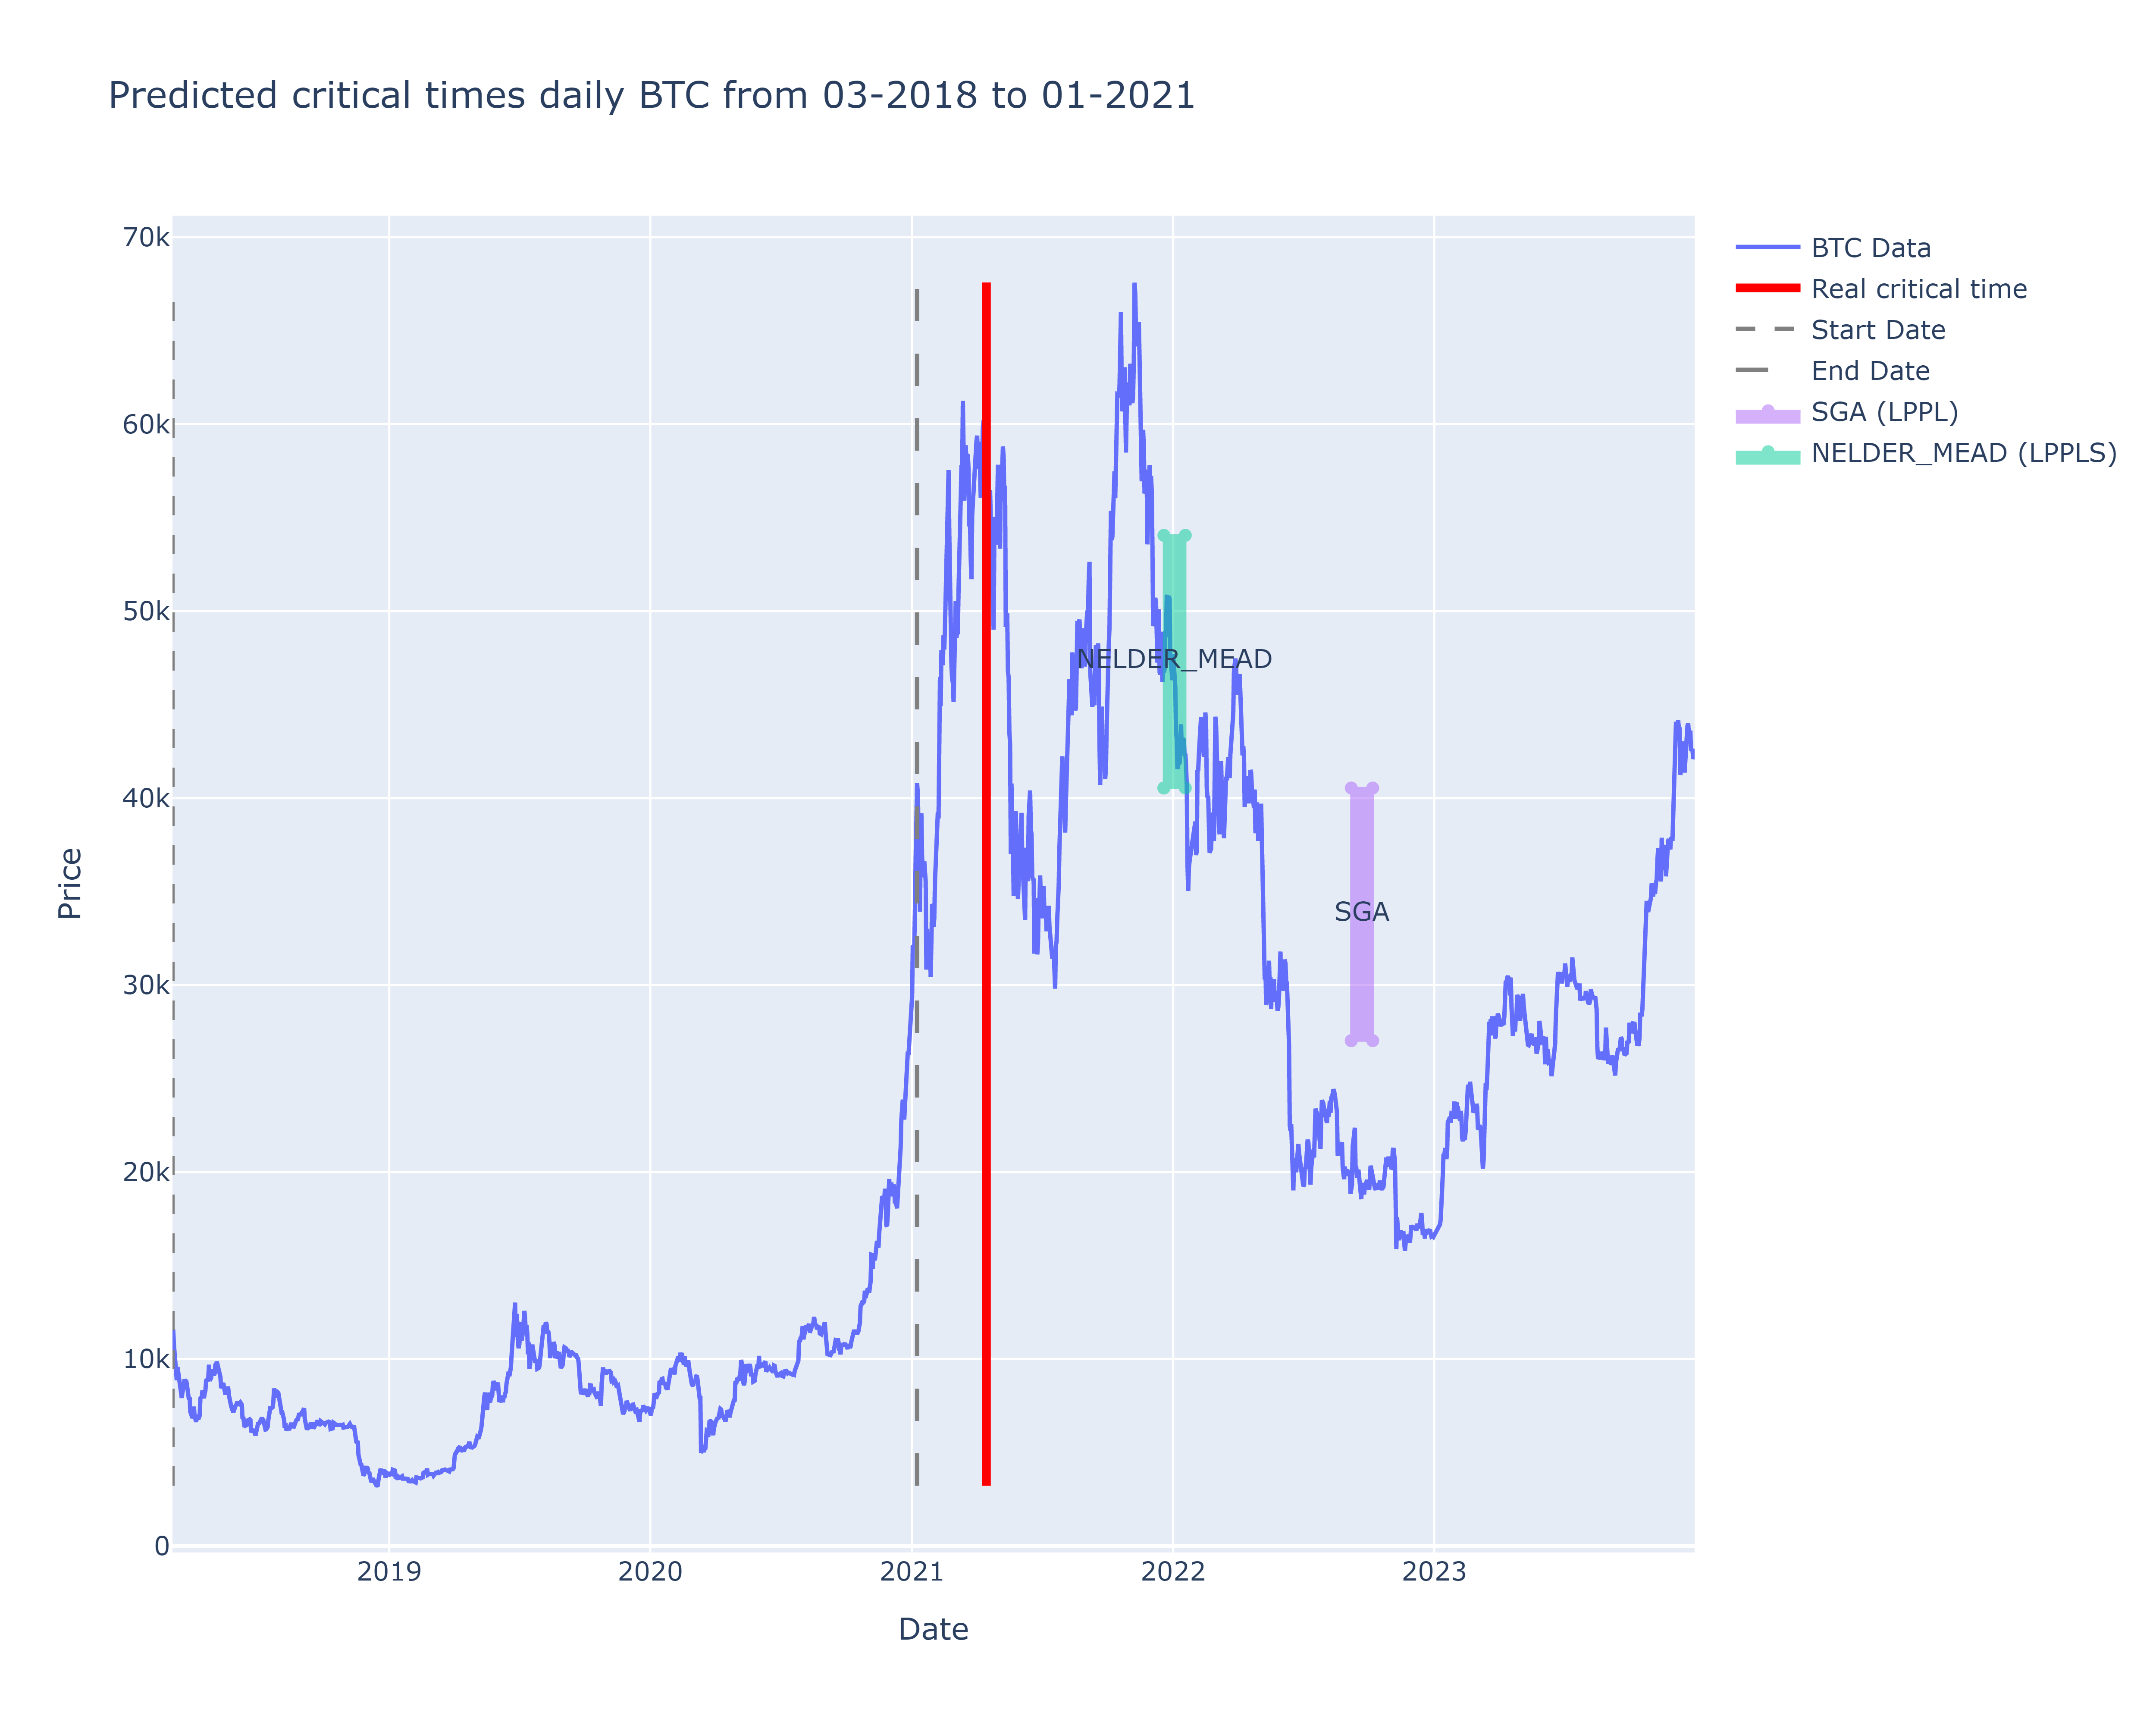 Predicted critical times daily BTC from 03-2018 to 01-2021
70k
60k
50k
40k
30k
20k
10k
0
Price
2019
2020
2021
2022
2023
Date
NELDER_MEAD
SGA
BTC Data
Real critical time
Start Date
End Date
SGA (LPPL)
NELDER_MEAD (LPPLS)